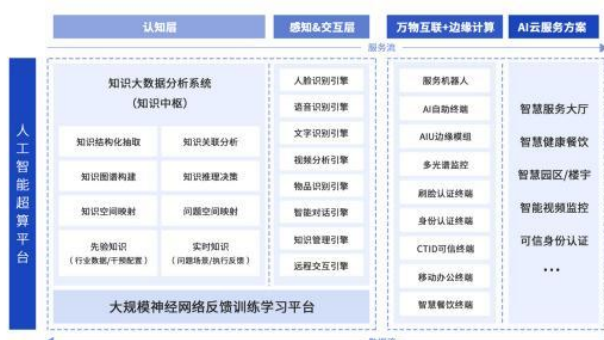 认知层
感知&交互层
万物互联+边缘计算
AI云服务方案
服务流
人工智能超算平台
知识大数据分析系统
（知识中枢）
知识结构化抽取
知识关联分析
知识图谱构建
知识推理决策
知识空间映射
问题空间映射
先验知识
（行业数据/干预配置）
实时知识
（问题场景/执行反馈）
人脸识别引擎
语音识别引擎
文字识别引擎
视频分析引擎
物品识别引擎
智能对话引擎
知识管理引擎
远程交互引擎
大规模神经网络反馈训练学习平台
服务机器人
AI自助终端
AIU边缘模组
多光谱监控
刷脸认证终端
身份认证终端
CTID可信终端
移动办公终端
智慧餐饮终端
智慧服务大厅
智慧健康餐饮
智慧园区/楼宇
智能视频监控
可信身份认证
•••